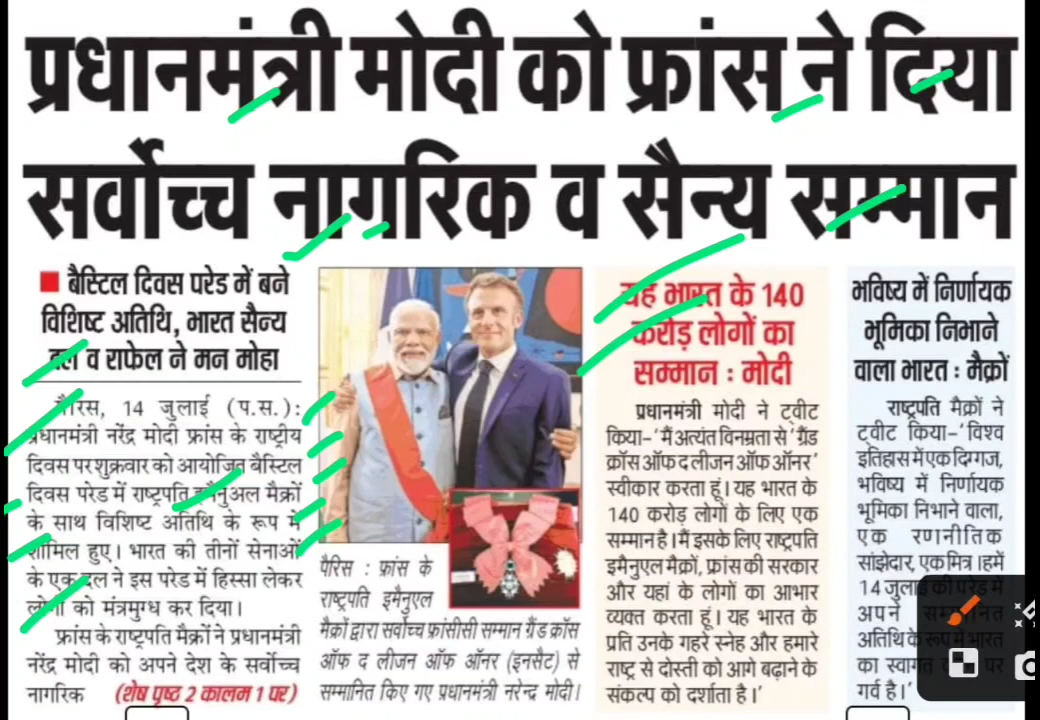 प्रधानमंत्री मोदी को फ्रांस ने दिया
सर्वोच्च नागरिक व सैन्य सम्मान
बैस्टिल दिवस परेड में बने
विशिष्ट अतिथि, भारत सैन्य
दल व राफेल ने मन मोहा
पैरिस, 14 जुलाई (प.स.):
प्रधानमंत्री नरेंद्र मोदी फ्रांस के राष्ट्रीय
दिवस पर शुक्रवार को आयोजित बैस्टिल
दिवस परेड में राष्ट्रपति इमैनुअल मैक्रों
के साथ विशिष्ट अतिथि के रूप में
शामिल हुए। भारत की तीनों सेनाओं
के एक दल ने इस परेड में हिस्सा लेकर
लोगों को मंत्रमुग्ध कर दिया।
फ्रांस के राष्ट्रपति मैक्रों ने प्रधानमंत्री
नरेंद्र मोदी को अपने देश के सर्वोच्च
नागरिक (शेष पृष्ठ 2 कालम 1 पर)
पैरिस : फ्रांस के
राष्ट्रपति इमैनुएल
मैक्रों द्वारा सर्वोच्च फ्रांसीसी सम्मान ग्रैंड क्रॉस
ऑफ द लीजन ऑफ ऑनर (इनसैट) से
सम्मानित किए गए प्रधानमंत्री नरेन्द्र मोदी।
यह भारत के 140
करोड़ लोगों का
सम्मान : मोदी
प्रधानमंत्री मोदी ने ट्वीट
किया-'मैं अत्यंत विनम्रता से 'ग्रैंड
क्रॉस ऑफ द लीजन ऑफ ऑनर'
स्वीकार करता हूं। यह भारत के
140 करोड़ लोगों के लिए एक
सम्मान है। मैं इसके लिए राष्ट्रपति
इमैनुएल मैक्रों, फ्रांस की सरकार
और यहां के लोगों का आभार
व्यक्त करता हूं। यह भारत के
प्रति उनके गहरे स्नेह और हमारे
राष्ट्र से दोस्ती को आगे बढ़ाने के
संकल्प को दर्शाता है।'
भविष्य में निर्णायक
भूमिका निभाने
वाला भारत : मैक्रों
राष्ट्रपति मैक्रों ने
ट्वीट किया-'विश्व
इतिहास में एक दिग्गज,
भविष्य में निर्णायक
भूमिका निभाने वाला,
एक रणनीतिक
सांझेदार, एक मित्र।हमें
14 जुलाई की परेड में
अपने सम्मानित
अतिथि के रूप में भारत
का स्वागत पर
गर्व है।'